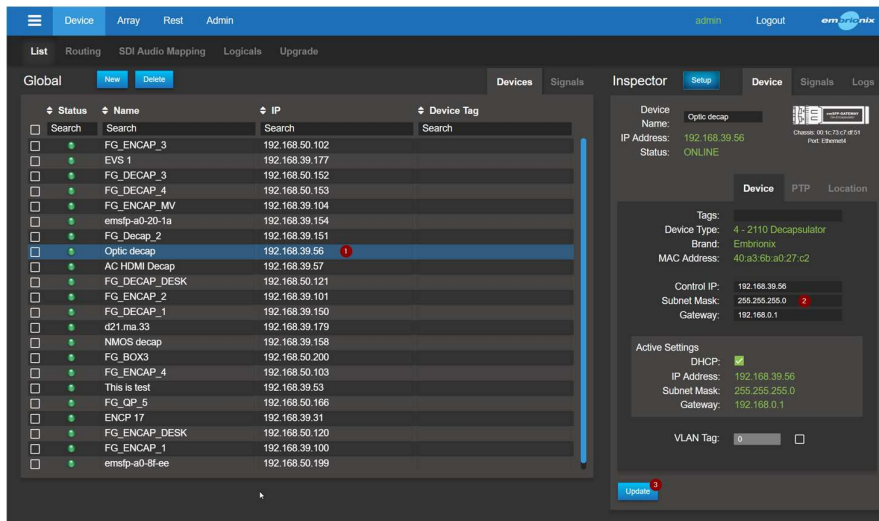 Device Array Rest Admin admin Logout embrionix
List Routing SDI Audio Mapping Logicals Upgrade
Global New Delete Devices Signals
Status Name IP Device Tag
Search Search Search Search
FG_ENCAP_3 192.168.50.102
EVS 1 192.168.39.177
FG_DECAP_3 192.168.50.152
FG_DECAP_4 192.168.50.153
FG_ENCAP_MV 192.168.39.104
emsfp-a0-20-1a 192.168.39.154
FG_Decap_2 192.168.39.151
Optic decap 192.168.39.56 1
AC HDMI Decap 192.168.39.57
FG_DECAP_DESK 192.168.50.121
FG_ENCAP_2 192.168.39.101
FG_DECAP_1 192.168.39.150
d21.ma.33 192.168.39.179
NMOS decap 192.168.39.158
FG_BOX3 192.168.50.200
FG_ENCAP_4 192.168.50.103
This is test 192.168.39.53
FG_QP_5 192.168.50.166
ENCP 17 192.168.39.31
FG_ENCAP_DESK 192.168.50.120
FG_ENCAP_1 192.168.39.100
emsfp-a0-8f-ee 192.168.50.199
Inspector Setup Device Signals Logs
Device Name: Optic decap
IP Address: 192.168.39.56
Status: ONLINE
emSFP-GATEWAY
Chassis: 00:1c:73:c7:df:51
Port: Ethernet4
Device PTP Location
Tags:
Device Type: 4 - 2110 Decapsulator
Brand: Embrionix
MAC Address: 40:a3:6b:a0:27:c2
Control IP: 192.168.39.56
Subnet Mask: 255.255.255.0 2
Gateway: 192.168.0.1
Active Settings
DHCP:
IP Address: 192.168.39.56
Subnet Mask: 255.255.255.0
Gateway: 192.168.0.1
VLAN Tag: 0
Update 3